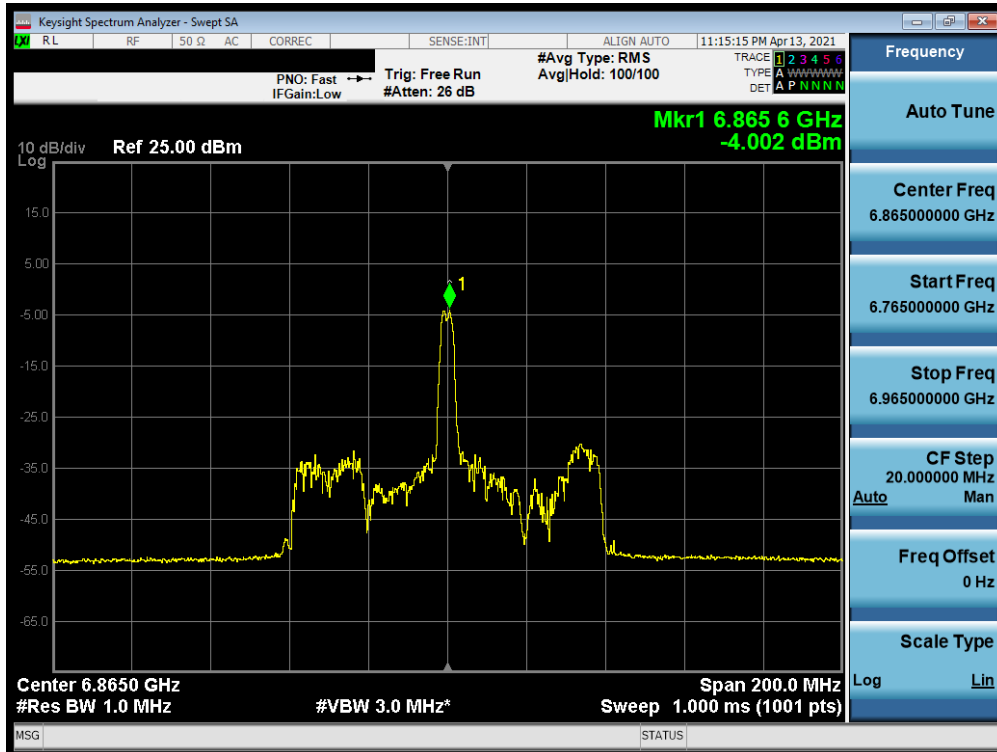 Keysight Spectrum Analyzer - Swept SA
LXI RL RF 50 Ω AC CORREC SENSE:INT ALIGN AUTO 11:15:15 PM Apr 13, 2021
PNO: Fast
IFGain:Low
Trig: Free Run
#Atten: 26 dB
#Avg Type: RMS
Avg|Hold: 100/100
TRACE 1 2 3 4 5 6
TYPE A WWWWW
DET A P N N N N
Mkr1 6.865 6 GHz
-4.002 dBm
10 dB/div Ref 25.00 dBm
Log
15.0
5.00
-5.00
-15.0
-25.0
-35.0
-45.0
-55.0
-65.0
1
Center 6.8650 GHz Span 200.0 MHz
#Res BW 1.0 MHz #VBW 3.0 MHz* Sweep 1.000 ms (1001 pts)
MSG STATUS
Frequency
Auto Tune
Center Freq
6.865000000 GHz
Start Freq
6.765000000 GHz
Stop Freq
6.965000000 GHz
CF Step
20.000000 MHz
Auto Man
Freq Offset
0 Hz
Scale Type
Log Lin